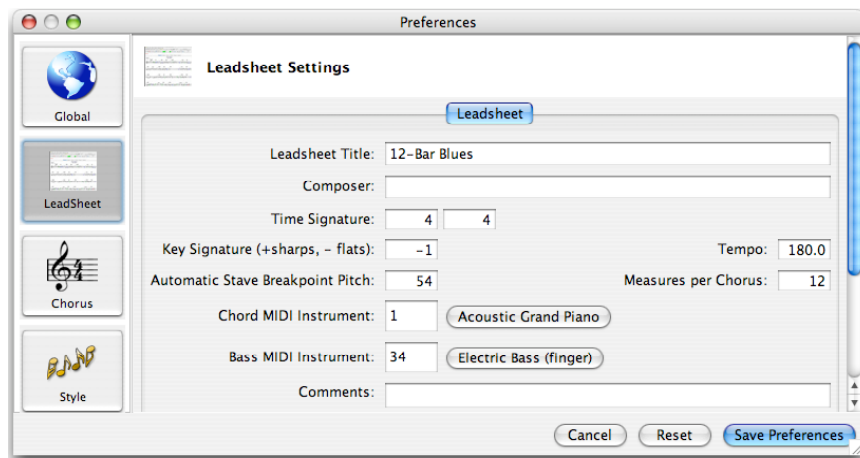 Preferences
Global
LeadSheet
Chorus
Style
Leadsheet Settings
Leadsheet
Leadsheet Title: 12-Bar Blues
Composer:
Time Signature: 4 4
Key Signature (+sharps, - flats): -1 Tempo: 180.0
Automatic Stave Breakpoint Pitch: 54 Measures per Chorus: 12
Chord MIDI Instrument: 1 Acoustic Grand Piano
Bass MIDI Instrument: 34 Electric Bass (finger)
Comments:
Cancel Reset Save Preferences